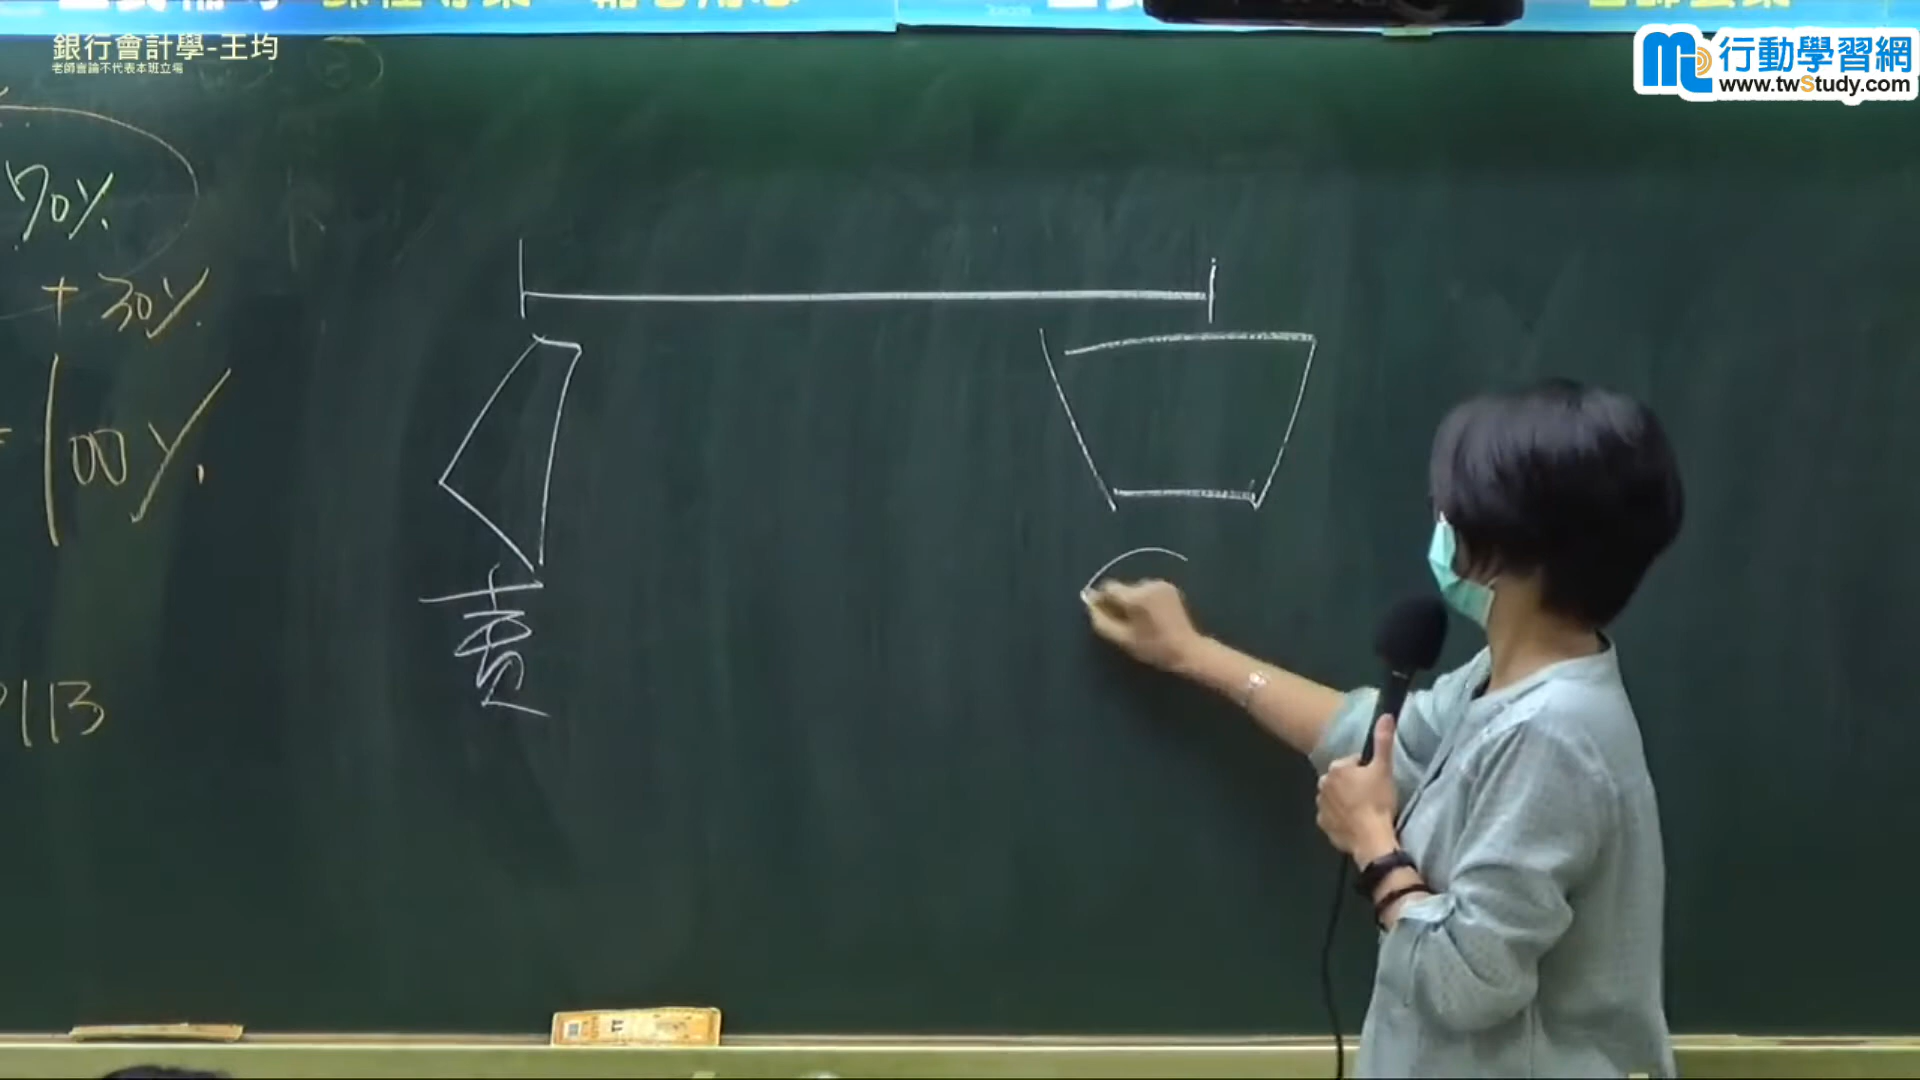 銀行會計學-王均
老師言論不代表本班立場
行動學習網
www.twStudy.com
70%
+30%
100%
113
責